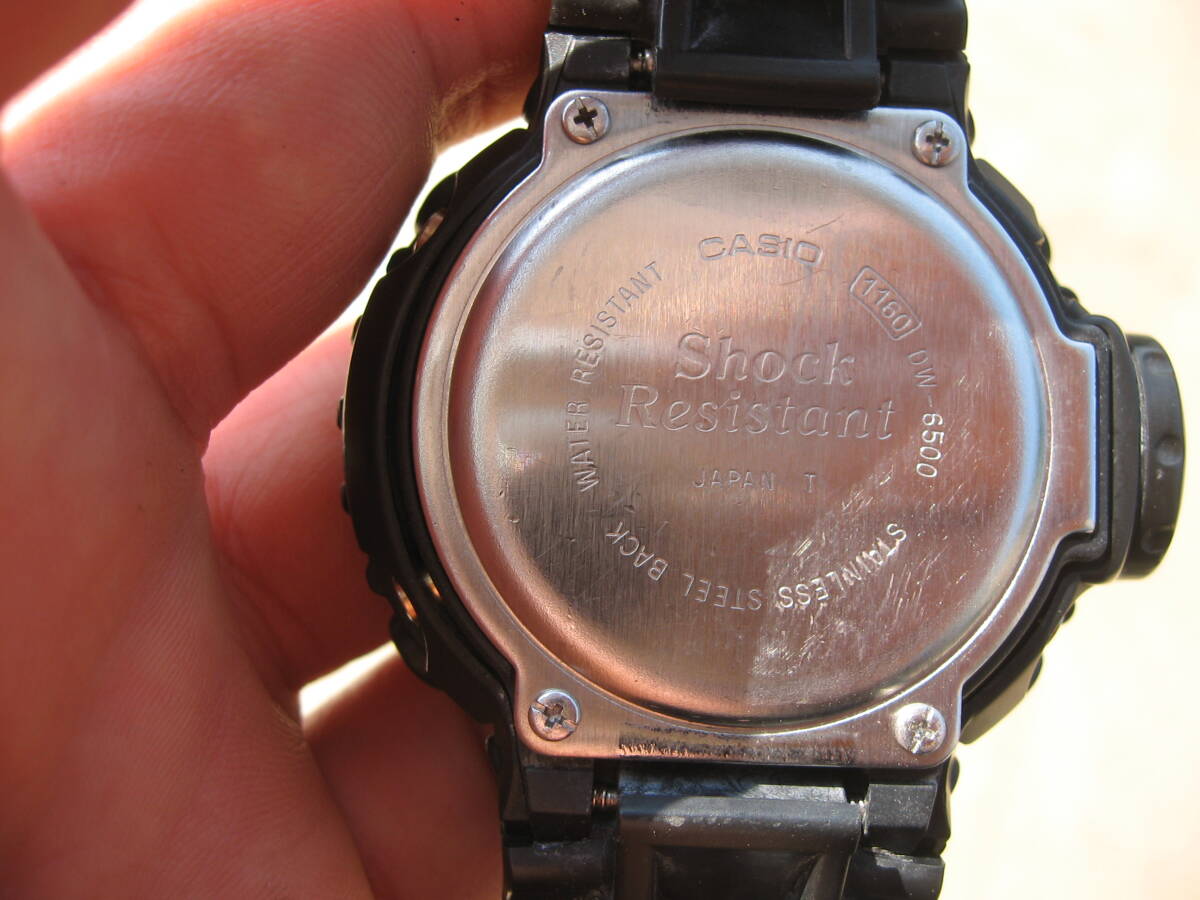 CASIO
1160 DW-6500
WATER RESISTANT
Shock
Resistant
JAPAN T
STAINLESS STEEL BACK